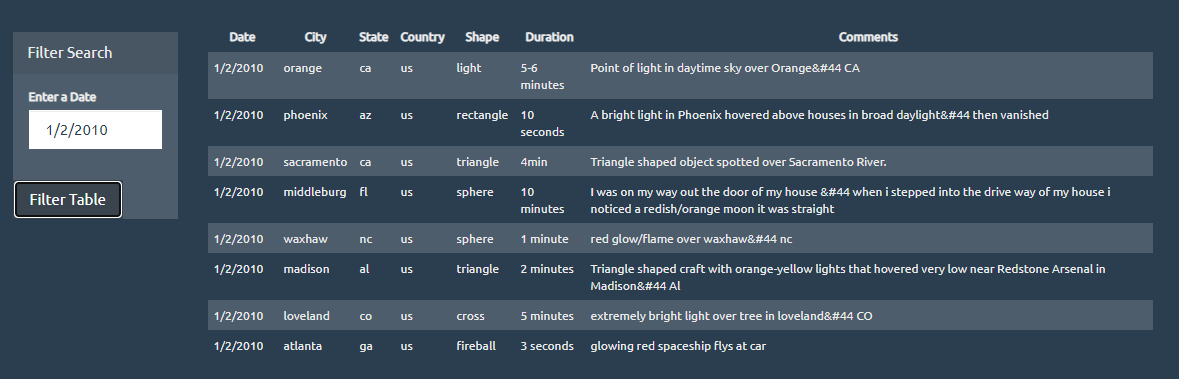 Filter Search
Enter a Date
1/2/2010
Filter Table
Date City State Country Shape Duration Comments
1/2/2010 orange ca us light 5-6 minutes Point of light in daytime sky over Orange&#44 CA
1/2/2010 phoenix az us rectangle 10 seconds A bright light in Phoenix hovered above houses in broad daylight&#44 then vanished
1/2/2010 sacramento ca us triangle 4min Triangle shaped object spotted over Sacramento River.
1/2/2010 middleburg fl us sphere 10 minutes I was on my way out the door of my house &#44 when i stepped into the drive way of my house i
noticed a redish/orange moon it was straight
1/2/2010 waxhaw nc us sphere 1 minute red glow/flame over waxhaw&#44 nc
1/2/2010 madison al us triangle 2 minutes Triangle shaped craft with orange-yellow lights that hovered very low near Redstone Arsenal in
Madison&#44 Al
1/2/2010 loveland co us cross 5 minutes extremely bright light over tree in loveland&#44 CO
1/2/2010 atlanta ga us fireball 3 seconds glowing red spaceship flys at car